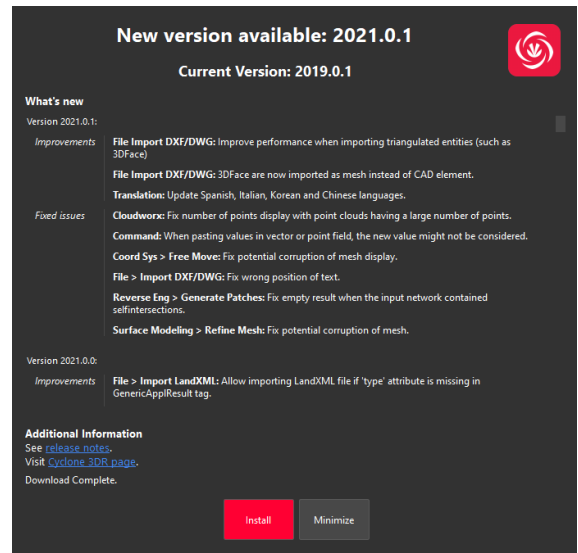 New version available: 2021.0.1
Current Version: 2019.0.1
What's new
Version 2021.0.1:
Improvements
File Import DXF/DWG: Improve performance when importing triangulated entities (such as
3DFace)
File Import DXF/DWG: 3DFace are now imported as mesh instead of CAD element.
Translation: Update Spanish, Italian, Korean and Chinese languages.
Fixed issues
Cloudworx: Fix number of points display with point clouds having a large number of points.
Command: When pasting values in vector or point field, the new value might not be considered.
Coord Sys > Free Move: Fix potential corruption of mesh display.
File > Import DXF/DWG: Fix wrong position of text.
Reverse Eng > Generate Patches: Fix empty result when the input network contained
selfintersections.
Surface Modeling > Refine Mesh: Fix potential corruption of mesh.
Version 2021.0.0:
Improvements
File > Import LandXML: Allow importing LandXML file if 'type' attribute is missing in
GenericApplResult tag.
Additional Information
See release notes.
Visit Cyclone 3DR page.
Download Complete.
Install
Minimize